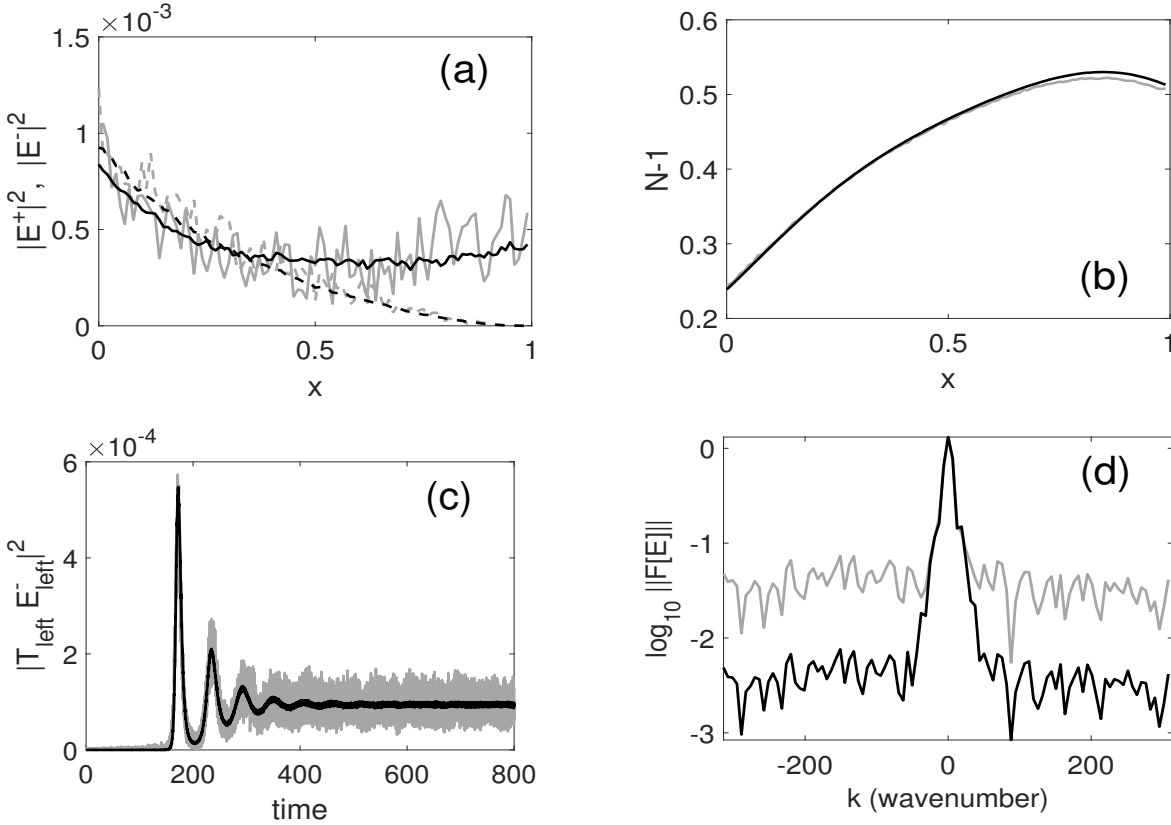 ×10⁻³
(a)
1.5
1
0.5
0
|E⁺|², |E⁻|²
0 0.5 1
x
(b)
0.6
0.5
0.4
0.3
0.2
N-1
0 0.5 1
x
×10⁻⁴
(c)
6
4
2
0
|T_left E⁻_left|²
0 200 400 600 800
time
(d)
0
-1
-2
-3
log₁₀ ||F[E]||
-200 0 200
k (wavenumber)